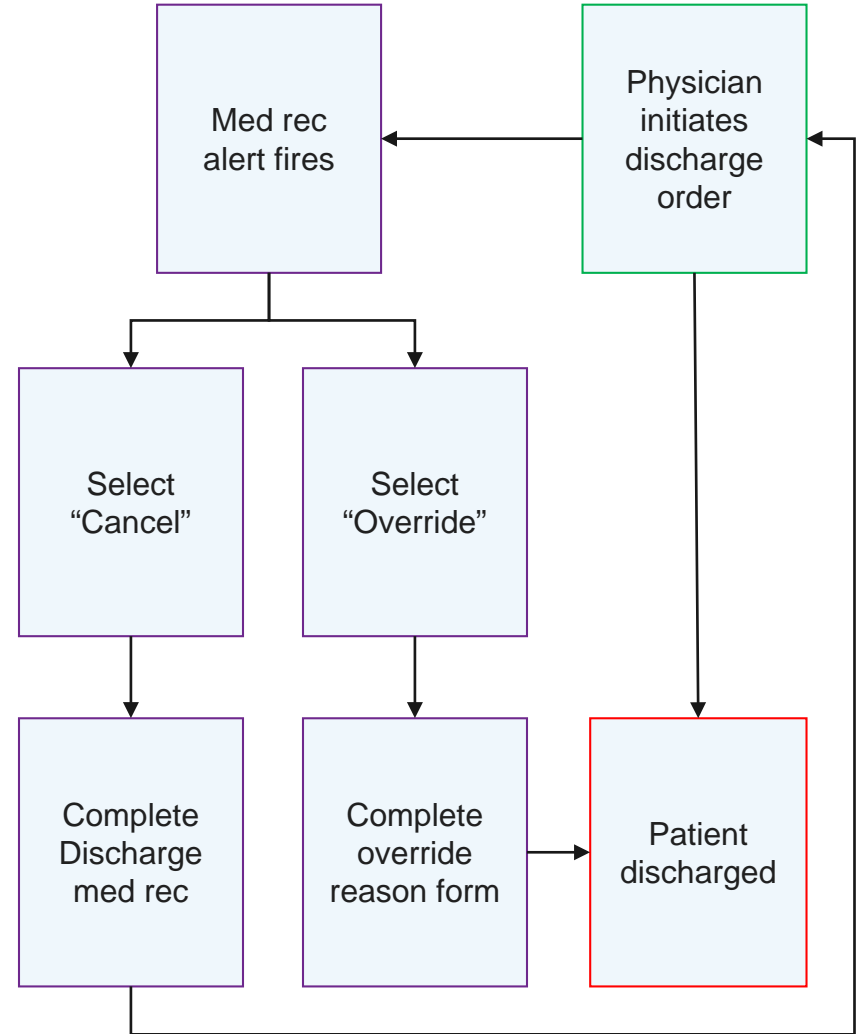 Med rec
alert fires
Physician
initiates
discharge
order
Select
“Cancel”
Select
“Override”
Complete
Discharge
med rec
Complete
override
reason form
Patient
discharged